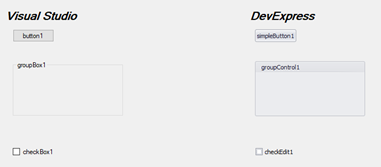 Visual Studio
DevExpress
button1
simpleButton1
groupBox1
groupControl1
checkBox1
checkEdit1